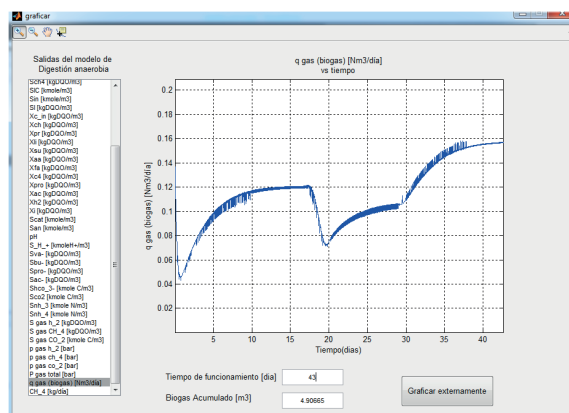 graficar
Salidas del modelo de
Digestión anaerobia
Sch4 [kgDQO/m3]
SIC [kmole/m3]
Sin [kmole/m3]
SI [kgDQO/m3]
Xc_in [kgDQO/m3]
Xch [kgDQO/m3]
Xpr [kgDQO/m3]
Xli [kgDQO/m3]
Xsu [kgDQO/m3]
Xaa [kgDQO/m3]
Xfa [kgDQO/m3]
Xc4 [kgDQO/m3]
Xpro [kgDQO/m3]
Xac [kgDQO/m3]
Xh2 [kgDQO/m3]
Xi [kgDQO/m3]
Scat [kmole/m3]
San [kmole/m3]
pH
S_H_+ [kmoleH+/m3]
Sva- [kgDQO/m3]
Sbu- [kgDQO/m3]
Spro- [kgDQO/m3]
Sac- [kgDQO/m3]
Shco_3- [kmole C/m3]
Sco2 [kmole C/m3]
Snh_3 [kmole N/m3]
Snh_4 [kmole N/m3]
S gas h_2 [kgDQO/m3]
S gas CH_4 [kgDQO/m3]
S gas CO_2 [kmole C/m3]
p gas h_2 [bar]
p gas ch_4 [bar]
p gas co_2 [bar]
P gas total [bar]
q gas (biogas) [Nm3/día]
CH_4 [kg/día]
q gas (biogas) [Nm3/día]
vs tiempo
q gas (biogas) [Nm3/día]
0.2
0.18
0.16
0.14
0.12
0.1
0.08
0.06
0.04
0.02
5 10 15 20 25 30 35 40
Tiempo(dias)
Tiempo de funcionamiento [dia]
43
Biogas Acumulado [m3]
4.90665
Graficar externamente